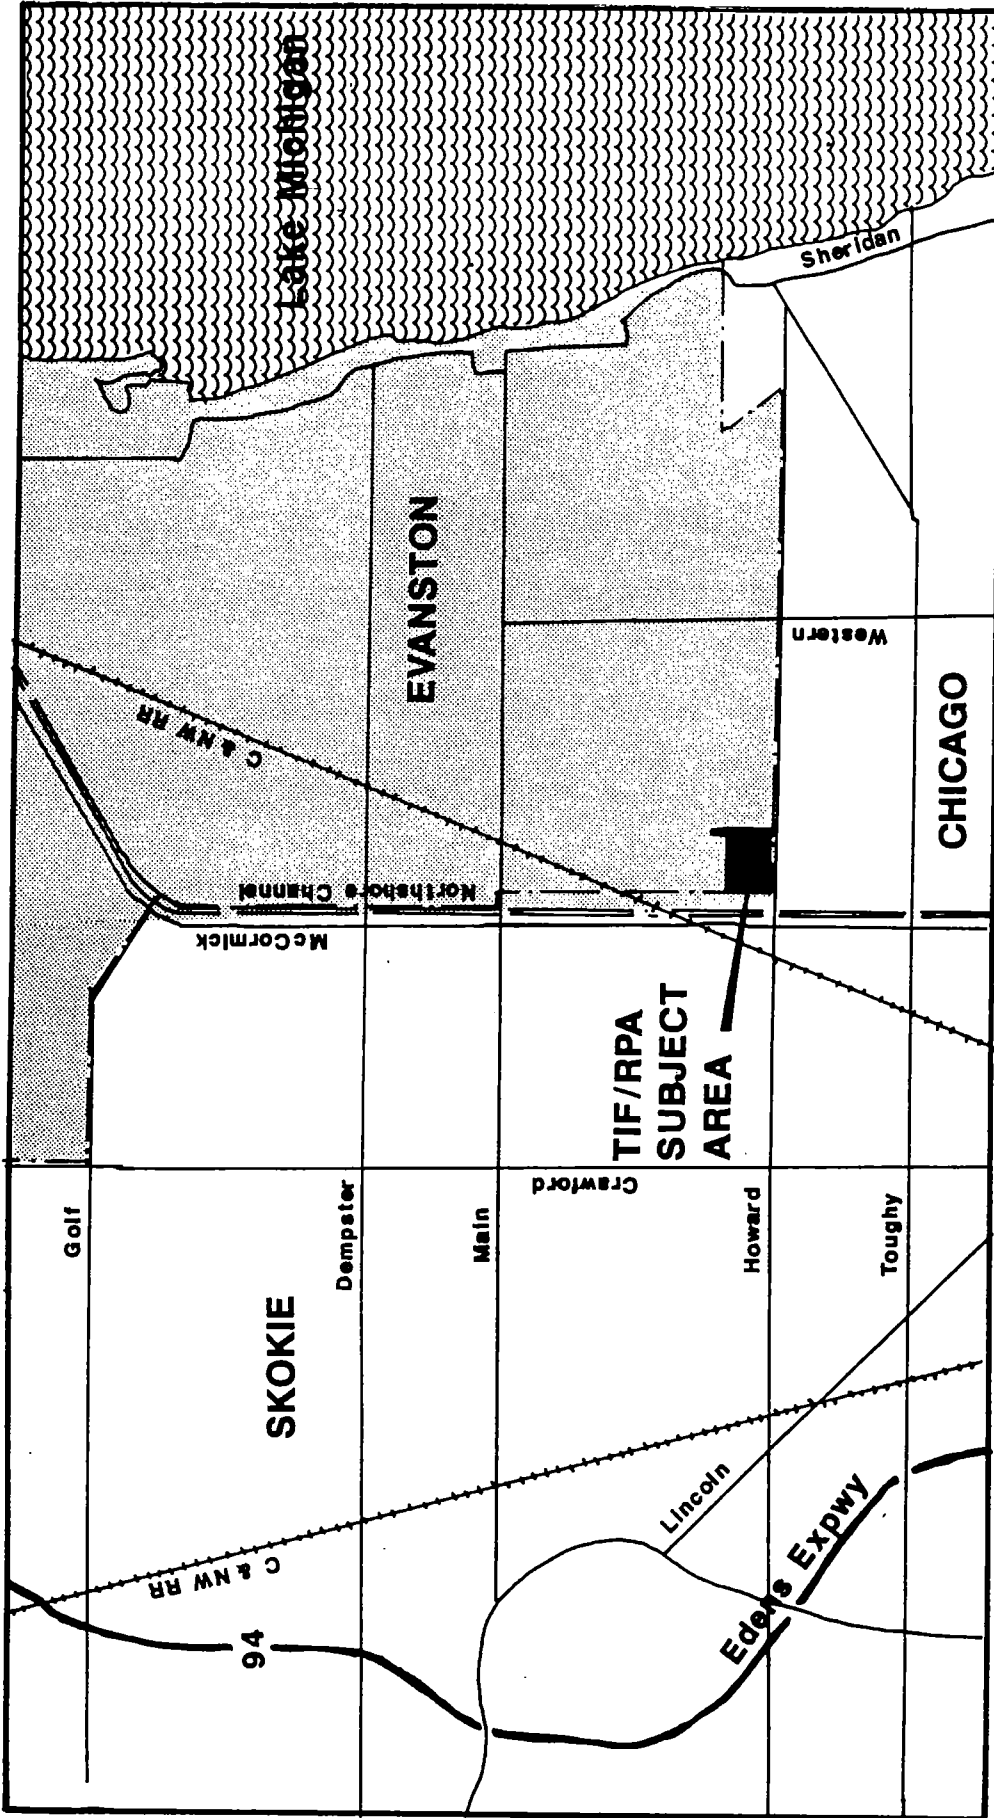 Lake Michigan
Sheridan
EVANSTON
C & NW RR
Northshore Channel
McCormick
Western
CHICAGO
TIF/RPA
SUBJECT
AREA
Crawford
Golf
Dempster
Main
Howard
Toughy
SKOKIE
C & NW RR
94
Lincoln
Edens Expwy